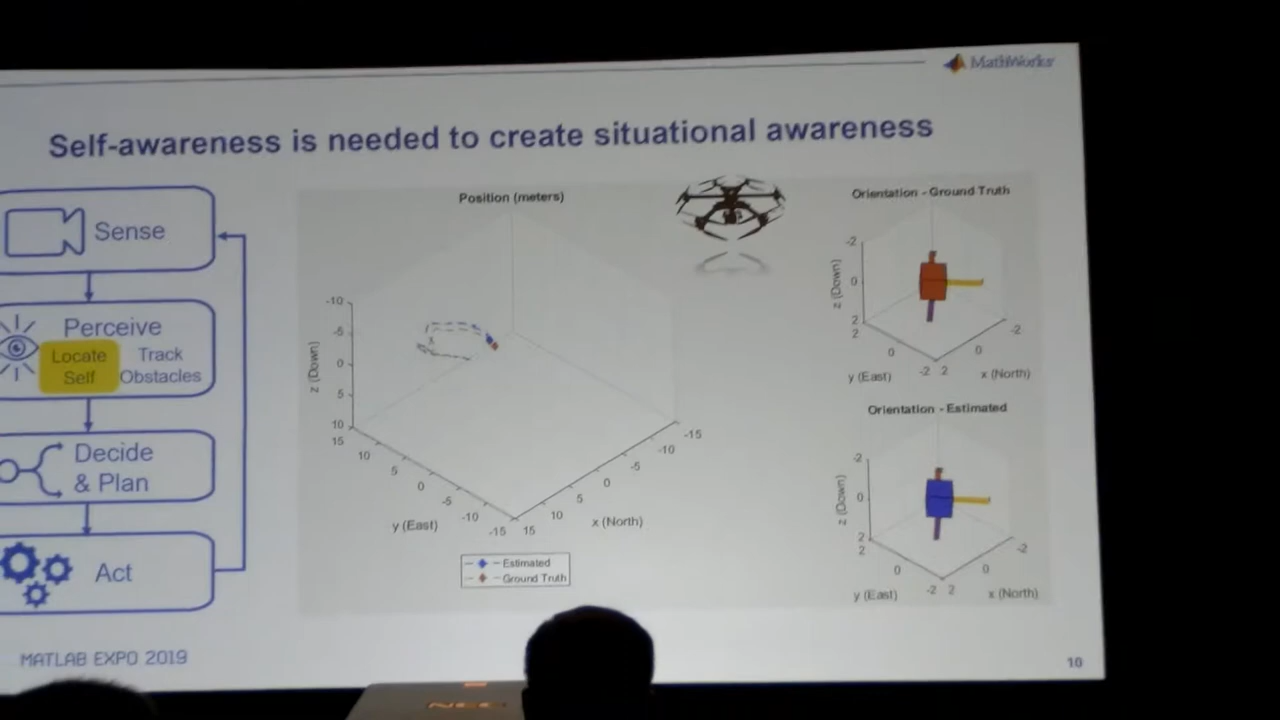 MathWorks
Self-awareness is needed to create situational awareness
Sense
Perceive
Locate Self
Track Obstacles
Decide & Plan
Act
Position (meters)
z (Down)
-10
-5
0
5
10
15
10
5
0
-5
-10
-15
y (East)
15
10
5
0
-5
-10
-15
x (North)
Estimated
Ground Truth
Orientation - Ground Truth
z (Down)
-2
0
2
2
0
-2
y (East)
2
0
-2
x (North)
Orientation - Estimated
z (Down)
-2
0
2
2
0
-2
y (East)
2
0
-2
x (North)
MATLAB EXPO 2019
10
NEC